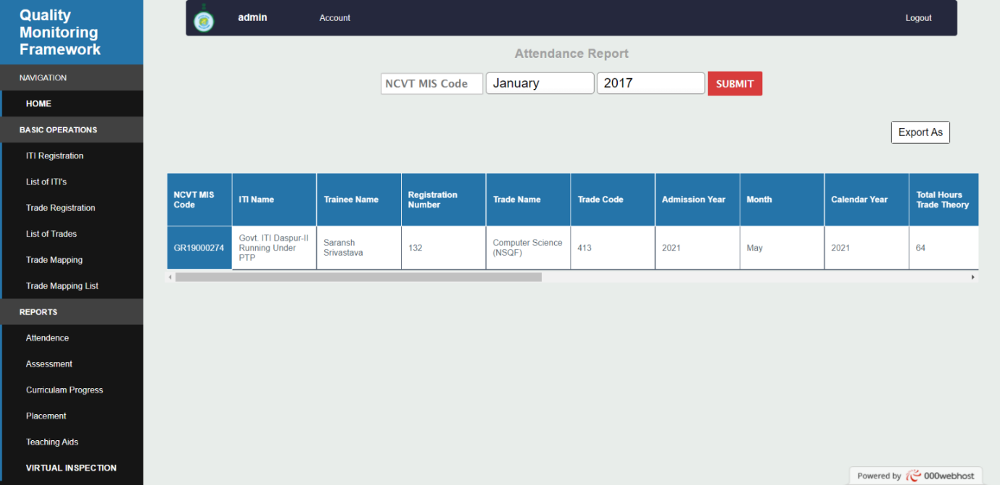 Quality
Monitoring
Framework
NAVIGATION
HOME
BASIC OPERATIONS
ITI Registration
List of ITI's
Trade Registration
List of Trades
Trade Mapping
Trade Mapping List
REPORTS
Attendence
Assessment
Curriculam Progress
Placement
Teaching Aids
VIRTUAL INSPECTION
admin Account Logout
Attendance Report
NCVT MIS Code January 2017 SUBMIT
Export As
NCVT MIS Code ITI Name Trainee Name Registration Number Trade Name Trade Code Admission Year Month Calendar Year Total Hours Trade Theory
GR19000274 Govt. ITI Daspur-II Running Under PTP Saransh Srivastava 132 Computer Science (NSQF) 413 2021 May 2021 64
Powered by 000webhost